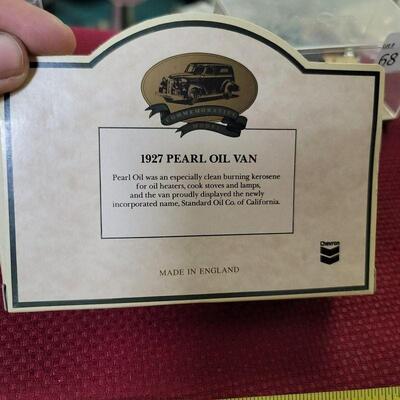 COMMEMORATIVE
MODELS
1927 PEARL OIL VAN
Pearl Oil was an especially clean burning kerosene
for oil heaters, cook stoves and lamps,
and the van proudly displayed the newly
incorporated name, Standard Oil Co. of California.
Chevron
MADE IN ENGLAND
68